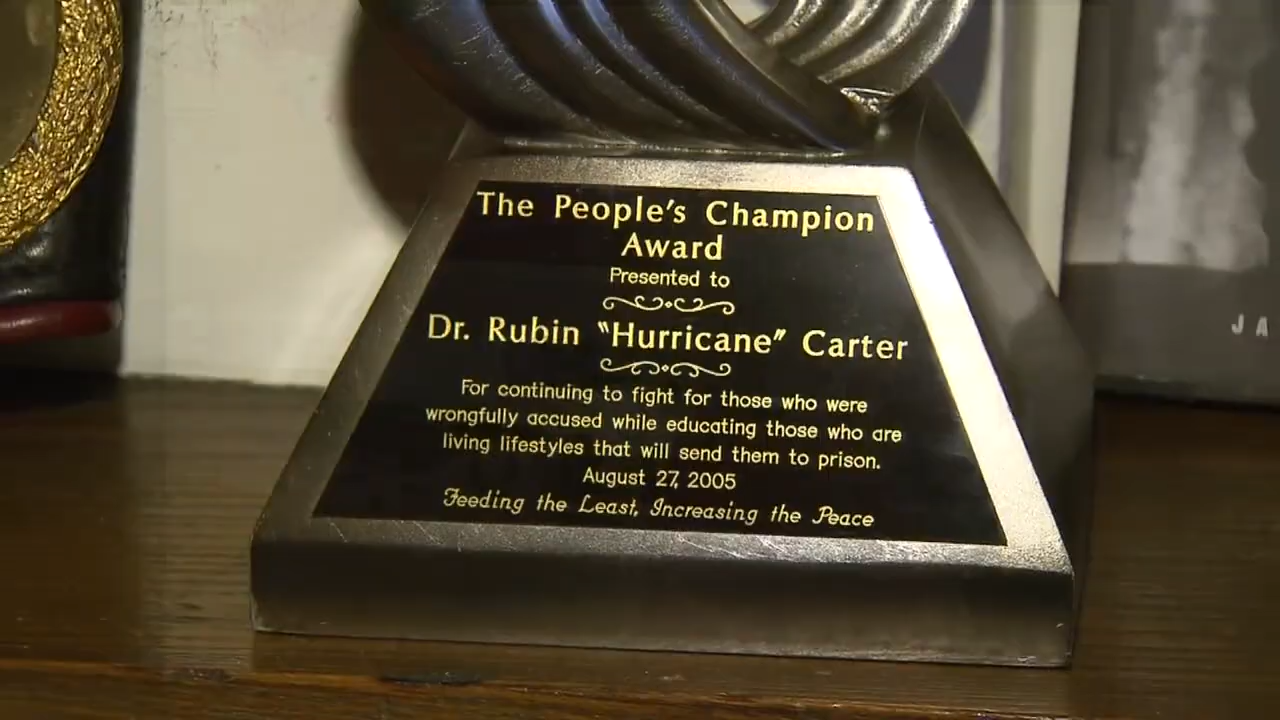 The People's Champion
Award
Presented to
Dr. Rubin "Hurricane" Carter
For continuing to fight for those who were
wrongfully accused while educating those who are
living lifestyles that will send them to prison.
August 27, 2005
Feeding the Least, Increasing the Peace
JA